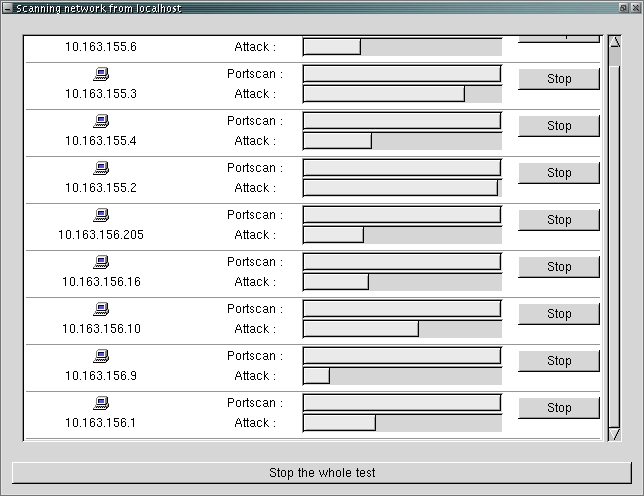 Scanning network from localhost
10.163.155.6 Attack :
Portscan :
10.163.155.3 Attack : Stop
Portscan :
10.163.155.4 Attack : Stop
Portscan :
10.163.155.2 Attack : Stop
Portscan :
10.163.156.205 Attack : Stop
Portscan :
10.163.156.16 Attack : Stop
Portscan :
10.163.156.10 Attack : Stop
Portscan :
10.163.156.9 Attack : Stop
Portscan :
10.163.156.1 Attack : Stop
Stop the whole test